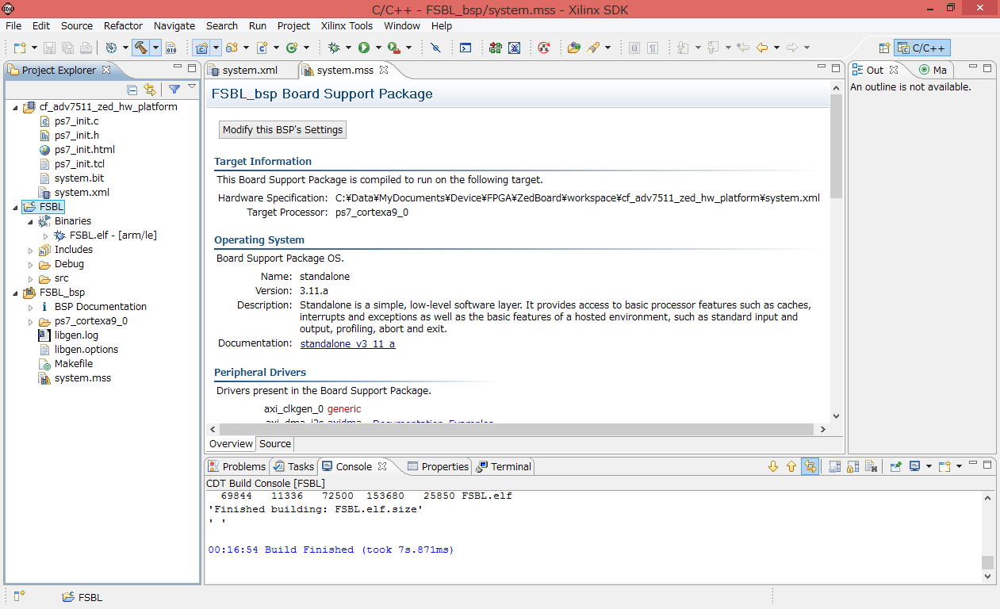 C/C++ - FSBL_bsp/system.mss - Xilinx SDK
File Edit Source Refactor Navigate Search Run Project Xilinx Tools Window Help
C/C++
Project Explorer
cf_adv7511_zed_hw_platform
ps7_init.c
ps7_init.h
ps7_init.html
ps7_init.tcl
system.bit
system.xml
FSBL
Binaries
FSBL.elf - [arm/le]
Includes
Debug
src
FSBL_bsp
BSP Documentation
ps7_cortexa9_0
libgen.log
libgen.options
Makefile
system.mss
system.xml system.mss
FSBL_bsp Board Support Package
Modify this BSP's Settings
Target Information
This Board Support Package is compiled to run on the following target.
Hardware Specification: C:¥Data¥MyDocuments¥Device¥FPGA¥ZedBoard¥workspace¥cf_adv7511_zed_hw_platform¥system.xml
Target Processor: ps7_cortexa9_0
Operating System
Board Support Package OS.
Name: standalone
Version: 3.11.a
Description: Standalone is a simple, low-level software layer. It provides access to basic processor features such as caches,
interrupts and exceptions as well as the basic features of a hosted environment, such as standard input and
output, profiling, abort and exit.
Documentation: standalone_v3_11_a
Peripheral Drivers
Drivers present in the Board Support Package.
axi_clkgen_0 generic
axi_dma_i2s axidma Documentation Examples
Overview Source
Out Ma
An outline is not available.
Problems Tasks Console Properties Terminal
CDT Build Console [FSBL]
69844 11336 72500 153680 25850 FSBL.elf
'Finished building: FSBL.elf.size'
' '
00:16:54 Build Finished (took 7s.871ms)
FSBL